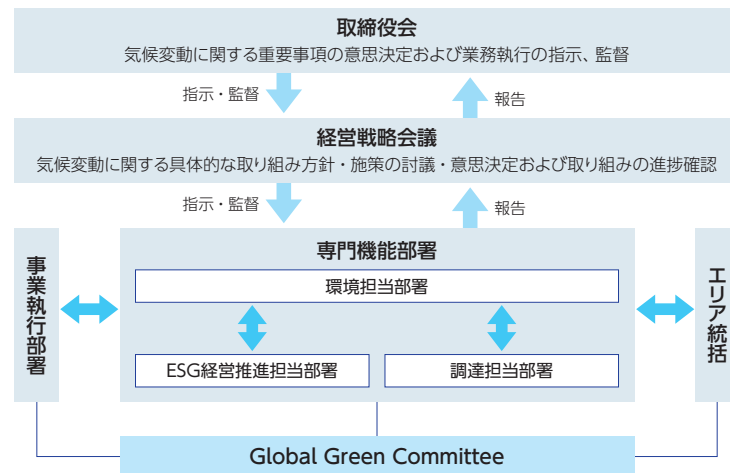 取締役会
気候変動に関する重要事項の意思決定および業務執行の指示、監督
指示・監督
報告
経営戦略会議
気候変動に関する具体的な取り組み方針・施策の討議・意思決定および取り組みの進捗確認
指示・監督
報告
事業執行部署
専門機能部署
環境担当部署
ESG経営推進担当部署
調達担当部署
エリア統括
Global Green Committee